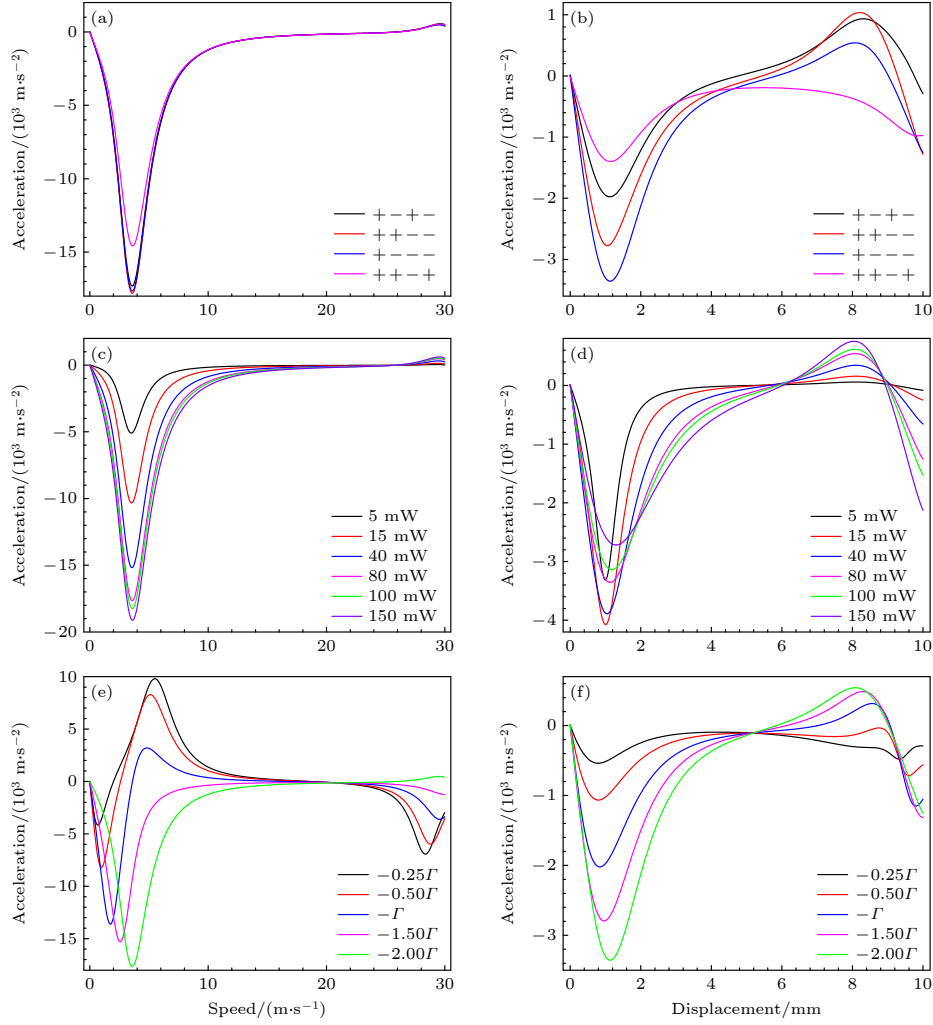 (a)
0
−5
−10
−15
Acceleration/(10³ m·s⁻²)
+−+−
++−−
+−−−
++−+
0 10 20 30
(b)
1
0
−1
−2
−3
Acceleration/(10³ m·s⁻²)
+−+−
++−−
+−−−
++−+
0 2 4 6 8 10
(c)
0
−5
−10
−15
−20
Acceleration/(10³ m·s⁻²)
5 mW
15 mW
40 mW
80 mW
100 mW
150 mW
0 10 20 30
(d)
0
−1
−2
−3
−4
Acceleration/(10³ m·s⁻²)
5 mW
15 mW
40 mW
80 mW
100 mW
150 mW
0 2 4 6 8 10
(e)
10
5
0
−5
−10
−15
Acceleration/(10³ m·s⁻²)
−0.25Γ
−0.50Γ
−Γ
−1.50Γ
−2.00Γ
0 10 20 30
Speed/(m·s⁻¹)
(f)
0
−1
−2
−3
Acceleration/(10³ m·s⁻²)
−0.25Γ
−0.50Γ
−Γ
−1.50Γ
−2.00Γ
0 2 4 6 8 10
Displacement/mm